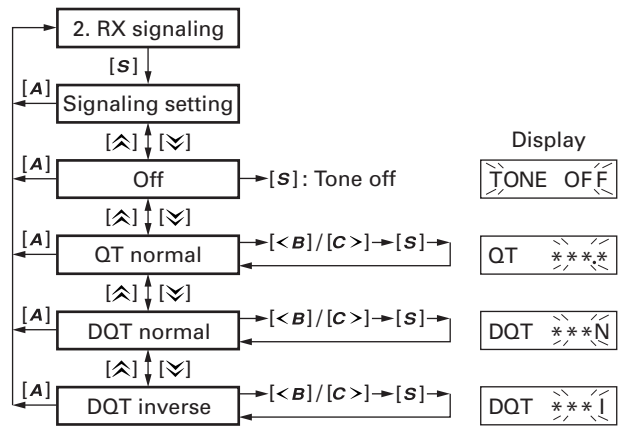 2. RX signaling
[S]
[A]
Signaling setting
[︽] [︾]
Display
[A]
Off
[S] : Tone off
TONE OFF
[︽] [︾]
[A]
QT normal
[<B]/[C>] [S]
QT ***.*
[︽] [︾]
[A]
DQT normal
[<B]/[C>] [S]
DQT ***N
[︽] [︾]
[A]
DQT inverse
[<B]/[C>] [S]
DQT ***I